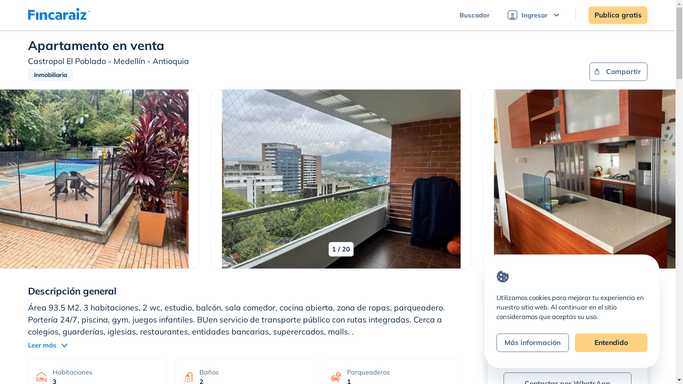 Fincaraiz
Buscador
Ingresar
Publica gratis
Apartamento en venta
Castropol El Poblado - Medellín - Antioquia
Inmobiliaria
Compartir
1 / 20
Descripción general
Área 93.5 M2, 3 habitaciones, 2 wc, estudio, balcón, sala comedor, cocina abierta, zona de ropas, parqueadero.
Portería 24/7, piscina, gym, juegos infantiles. BUen servicio de transporte público con rutas integradas. Cerca a
colegios, guarderías, iglesias, restaurantes, entidades bancarias, supercercados, malls. .
Leer más
Habitaciones
3
Baños
2
Parqueaderos
1
Utilizamos cookies para mejorar tu experiencia en
nuestro sitio web. Al continuar en el sitio
consideramos que aceptas su uso.
Más información
Entendido
Contactar por WhatsApp